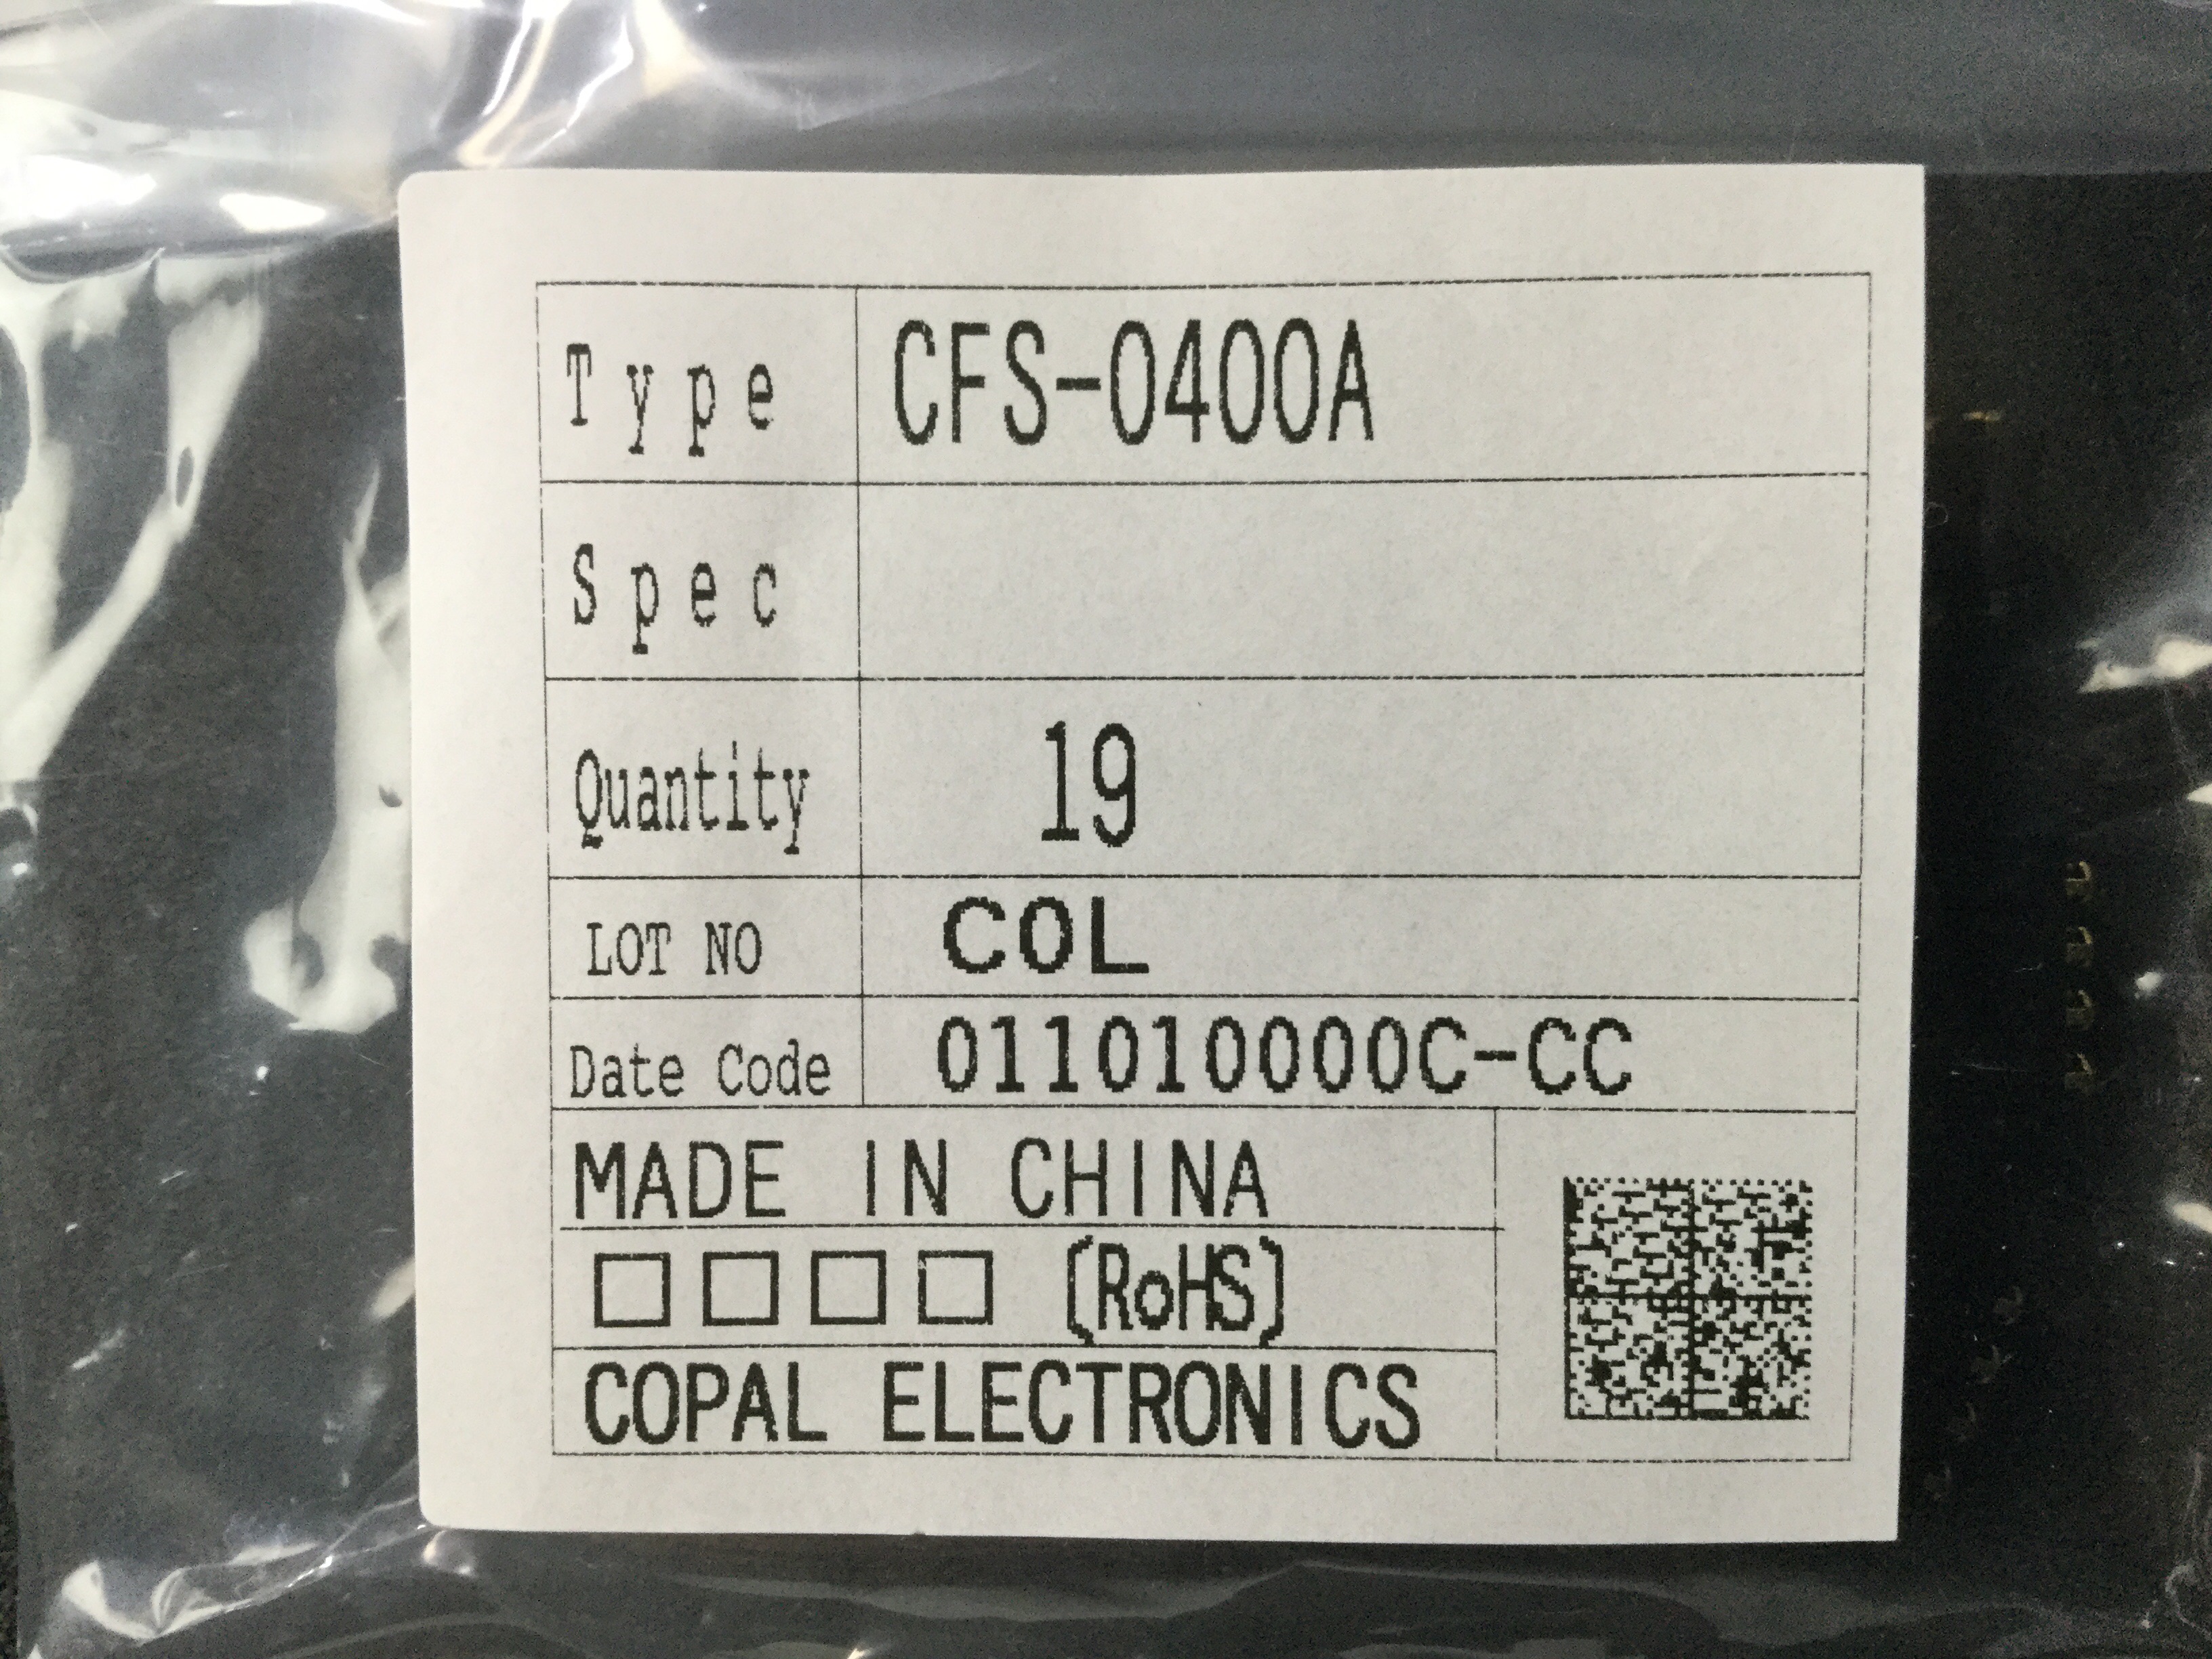 Type CFS-0400A
Spec
Quantity 19
LOT NO COL
Date Code 011010000C-CC
MADE IN CHINA
□□□□ (RoHS)
COPAL ELECTRONICS